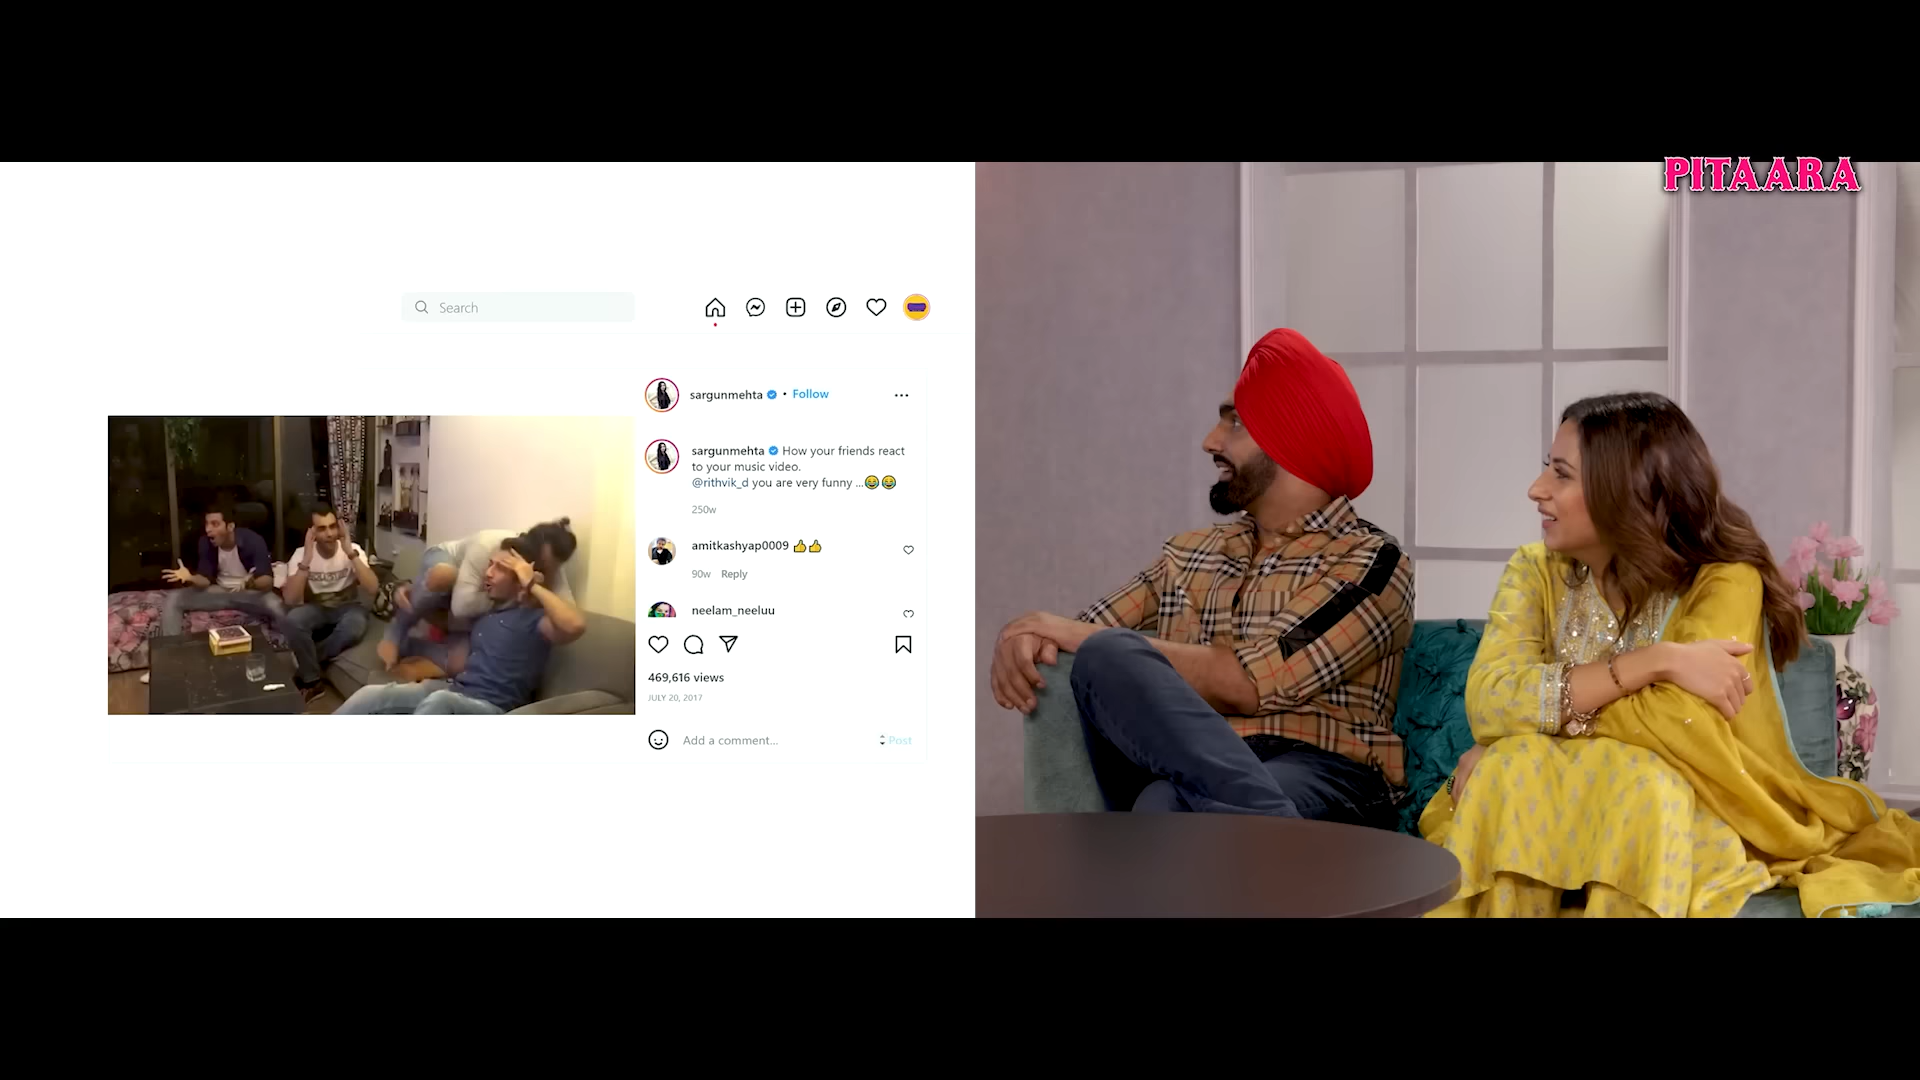 PITAARA
Search
sargunmehta • Follow
sargunmehta How your friends react
to your music video.
@rithvik_d you are very funny ...😂😂
250w
amitkashyap0009 👍👍
90w Reply
neelam_neeluu
469,616 views
JULY 20, 2017
Add a comment... Post